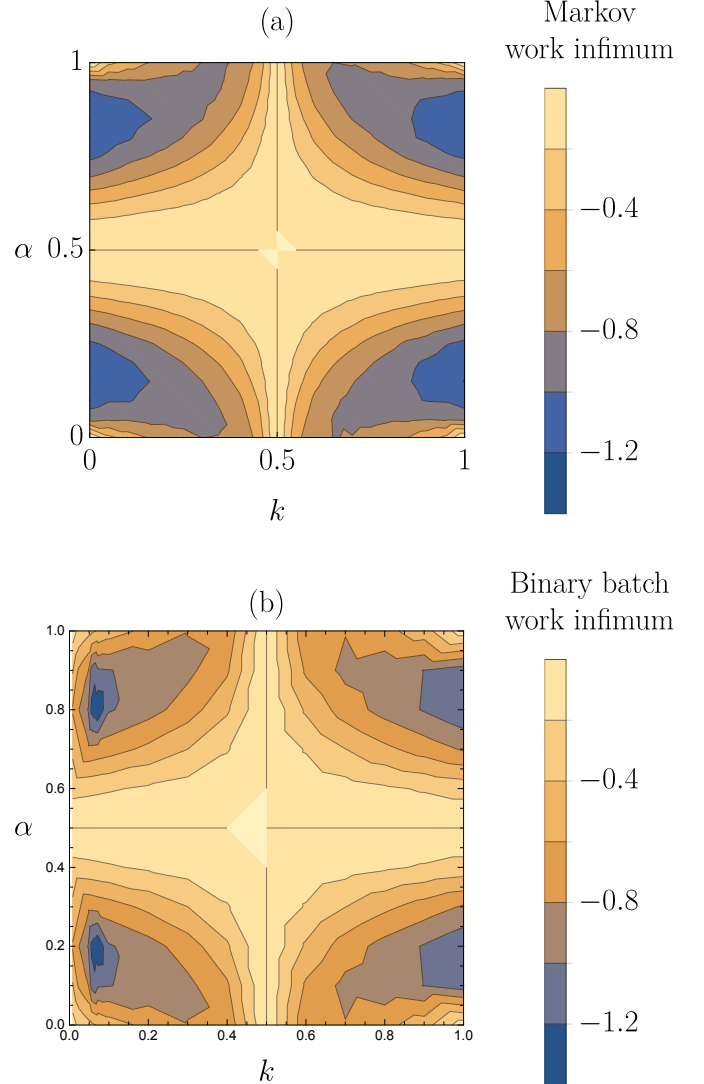 (a)
Markov
work infimum
1
α 0.5
0
0 0.5 1
k
−0.4
−0.8
−1.2
(b)
Binary batch
work infimum
1.0
0.8
0.6
α
0.4
0.2
0.0
0.0 0.2 0.4 0.6 0.8 1.0
k
−0.4
−0.8
−1.2